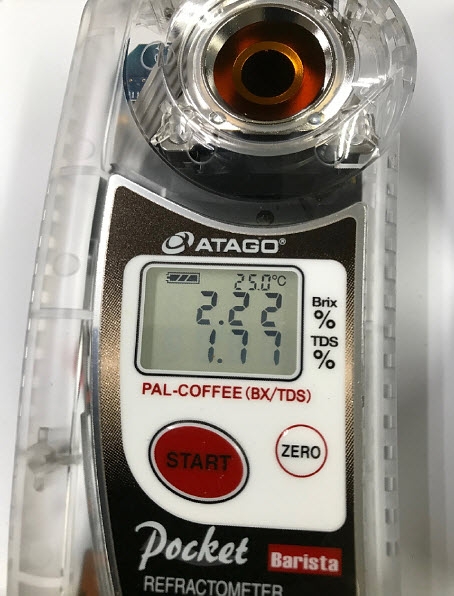 ATAGO®
25.0°C
2.22 Brix %
1.77 TDS %
PAL-COFFEE (BX/TDS)
START
ZERO
Pocket Barista
REFRACTOMETER